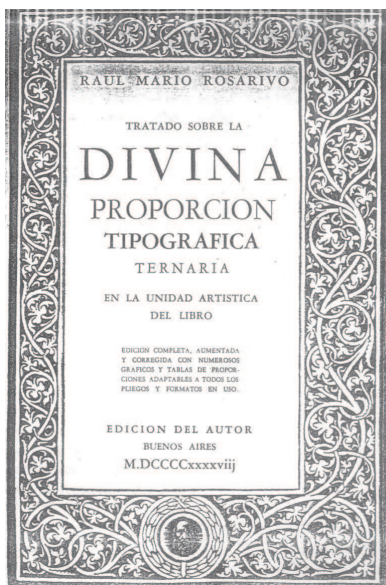 RAUL MARIO ROSARIVO
TRATADO SOBRE LA
DIVINA
PROPORCION
TIPOGRAFICA
TERNARIA
EN LA UNIDAD ARTISTICA
DEL LIBRO
EDICION COMPLETA, AUMENTADA
Y CORREGIDA CON NUMEROSOS
GRAFICOS Y TABLAS DE PROPOR-
CIONES ADAPTABLES A TODOS LOS
PLIEGOS Y FORMATOS EN USO.
EDICION DEL AUTOR
BUENOS AIRES
M.DCCCCxxxxviij